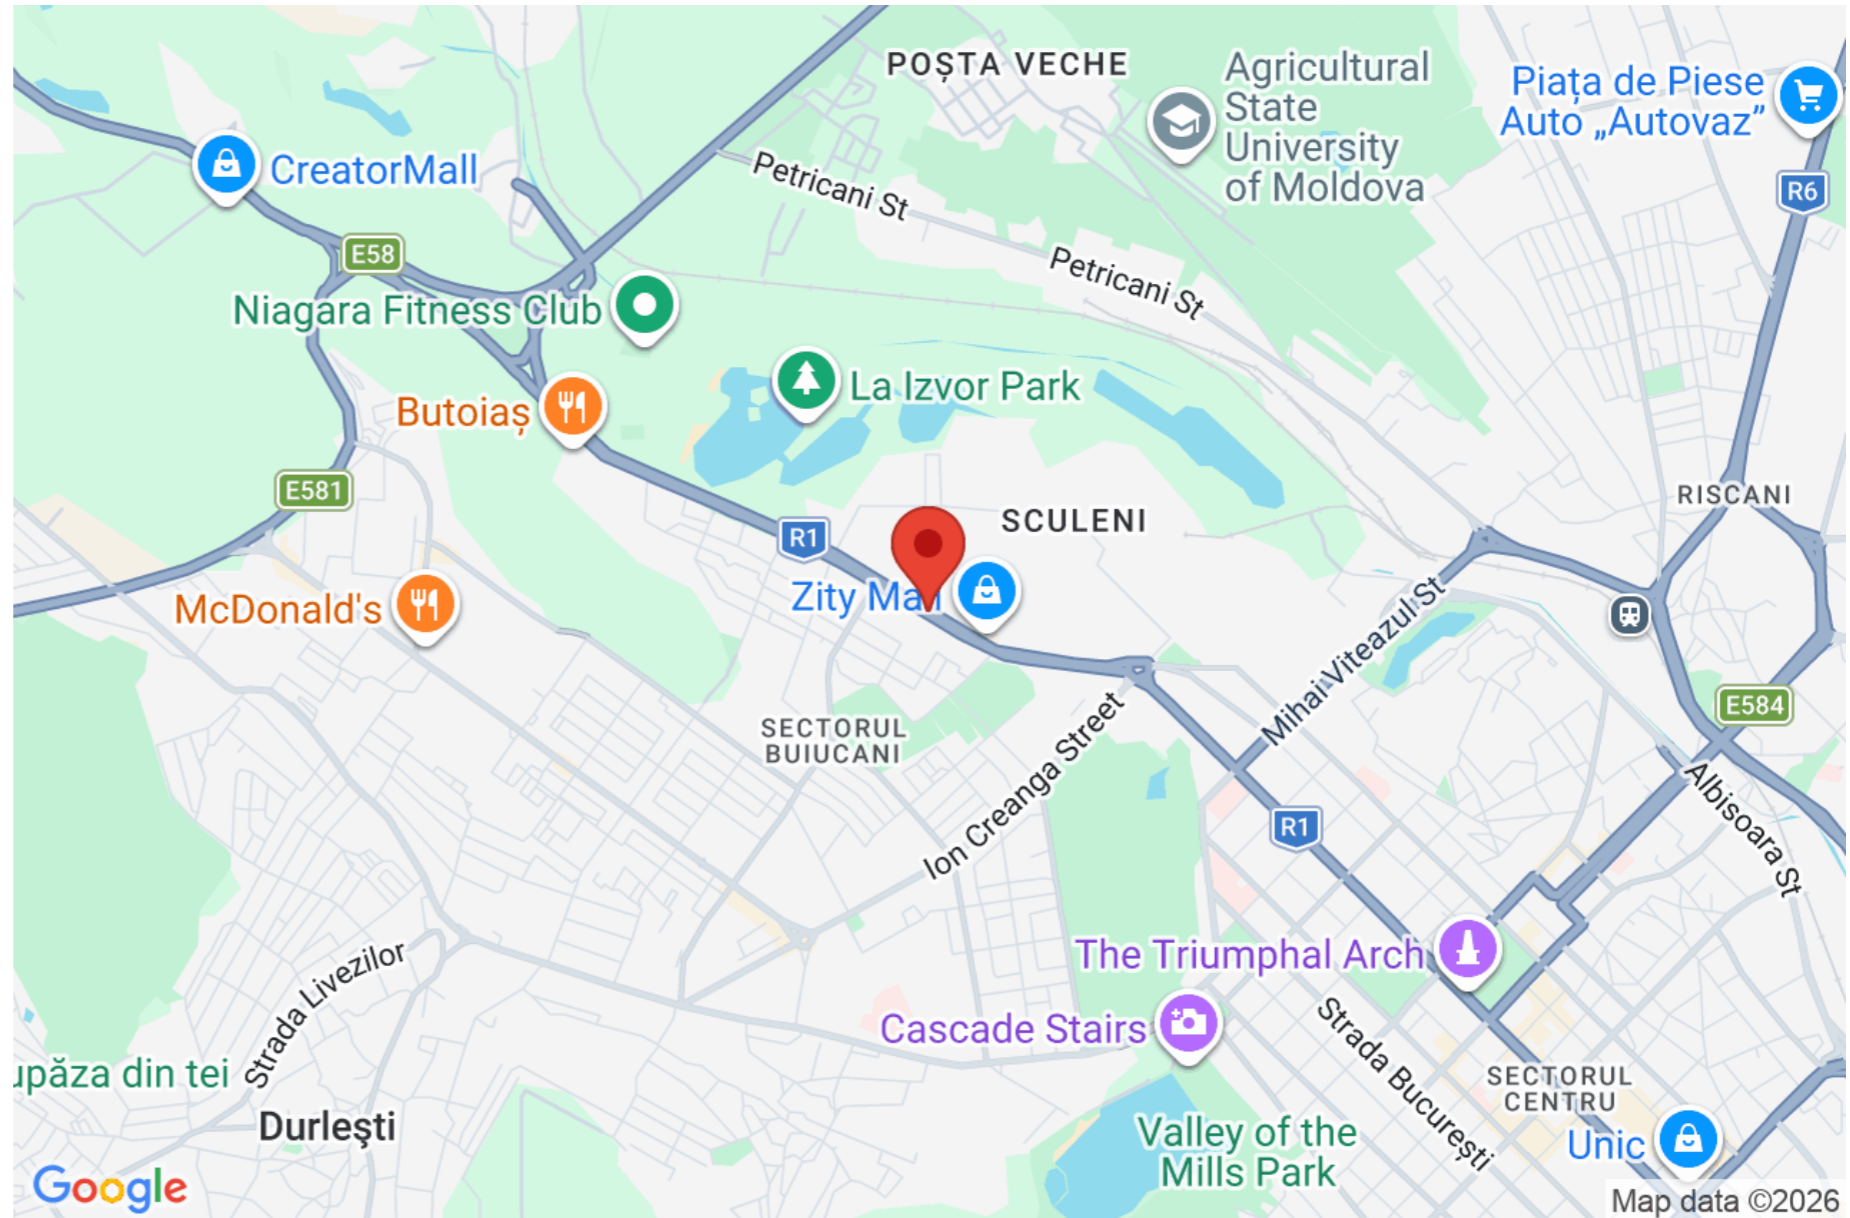 POȘTA VECHE
Agricultural
State
University
of Moldova
Piața de Piese
Auto „Autovaz”
R6
CreatorMall
Petricani St
E58
Petricani St
Niagara Fitness Club
La Izvor Park
Butoiaș
E581
RISCANI
R1
SCULENI
Zity Mall
McDonald's
Mihai Viteazul St
E584
SECTORUL
BUIUCANI
Ion Creanga Street
Albisoara St
R1
The Triumphal Arch
Strada Livezilor
Cascade Stairs
Strada București
upăza din tei
SECTORUL
CENTRU
Durleşti
Valley of the
Mills Park
Unic
Google
Map data ©2026